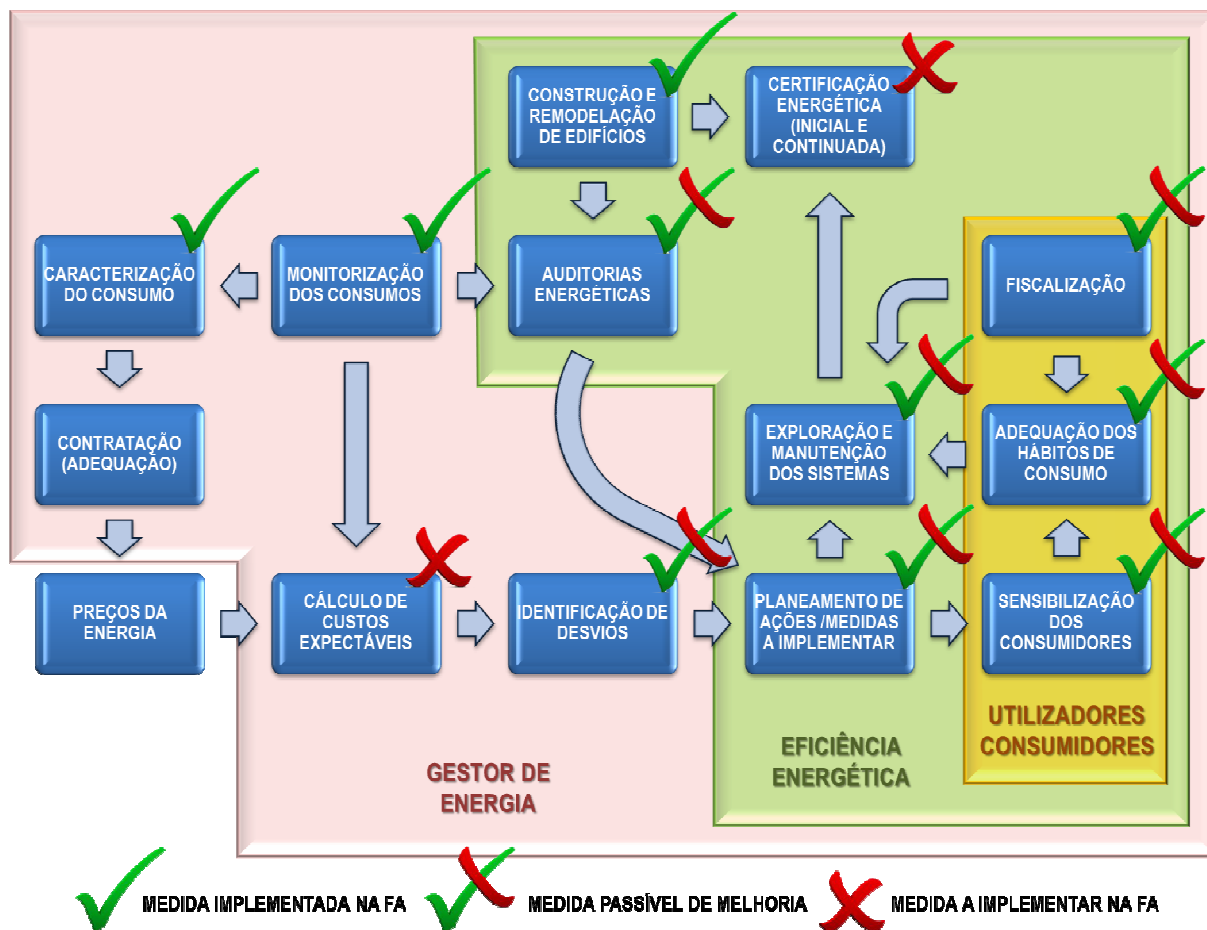 CONSTRUÇÃO E
REMODELAÇÃO
DE EDIFÍCIOS
CERTIFICAÇÃO
ENERGÉTICA
(INICIAL E
CONTINUADA)
CARACTERIZAÇÃO
DO CONSUMO
MONITORIZAÇÃO
DOS CONSUMOS
AUDITORIAS
ENERGÉTICAS
FISCALIZAÇÃO
CONTRATAÇÃO
(ADEQUAÇÃO)
EXPLORAÇÃO E
MANUTENÇÃO
DOS SISTEMAS
ADEQUAÇÃO DOS
HÁBITOS DE
CONSUMO
PREÇOS DA
ENERGIA
CÁLCULO DE
CUSTOS
EXPECTÁVEIS
IDENTIFICAÇÃO DE
DESVIOS
PLANEAMENTO DE
AÇÕES /MEDIDAS
A IMPLEMENTAR
SENSIBILIZAÇÃO
DOS
CONSUMIDORES
GESTOR DE
ENERGIA
EFICIÊNCIA
ENERGÉTICA
UTILIZADORES
CONSUMIDORES
MEDIDA IMPLEMENTADA NA FA
MEDIDA PASSÍVEL DE MELHORIA
MEDIDA A IMPLEMENTAR NA FA